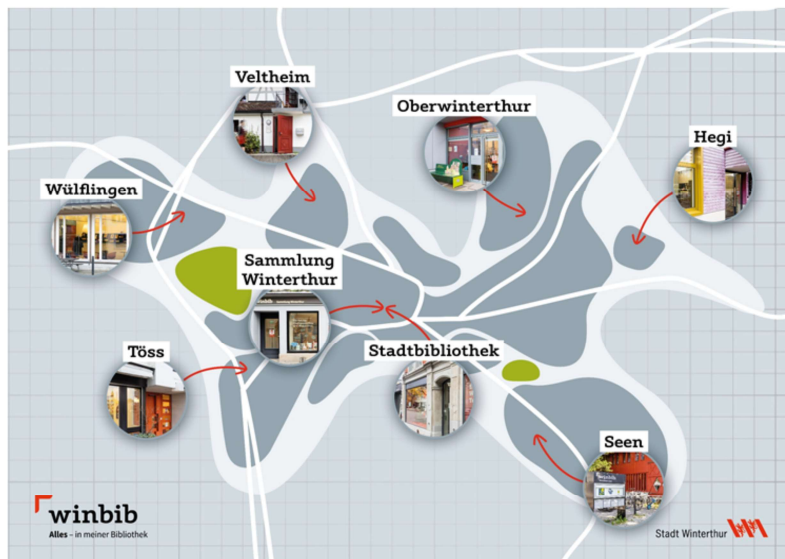 Veltheim
Oberwinterthur
Hegi
Wülflingen
Sammlung
Winterthur
Töss
Stadtbibliothek
Seen
winbib
Alles – in meiner Bibliothek
Stadt Winterthur